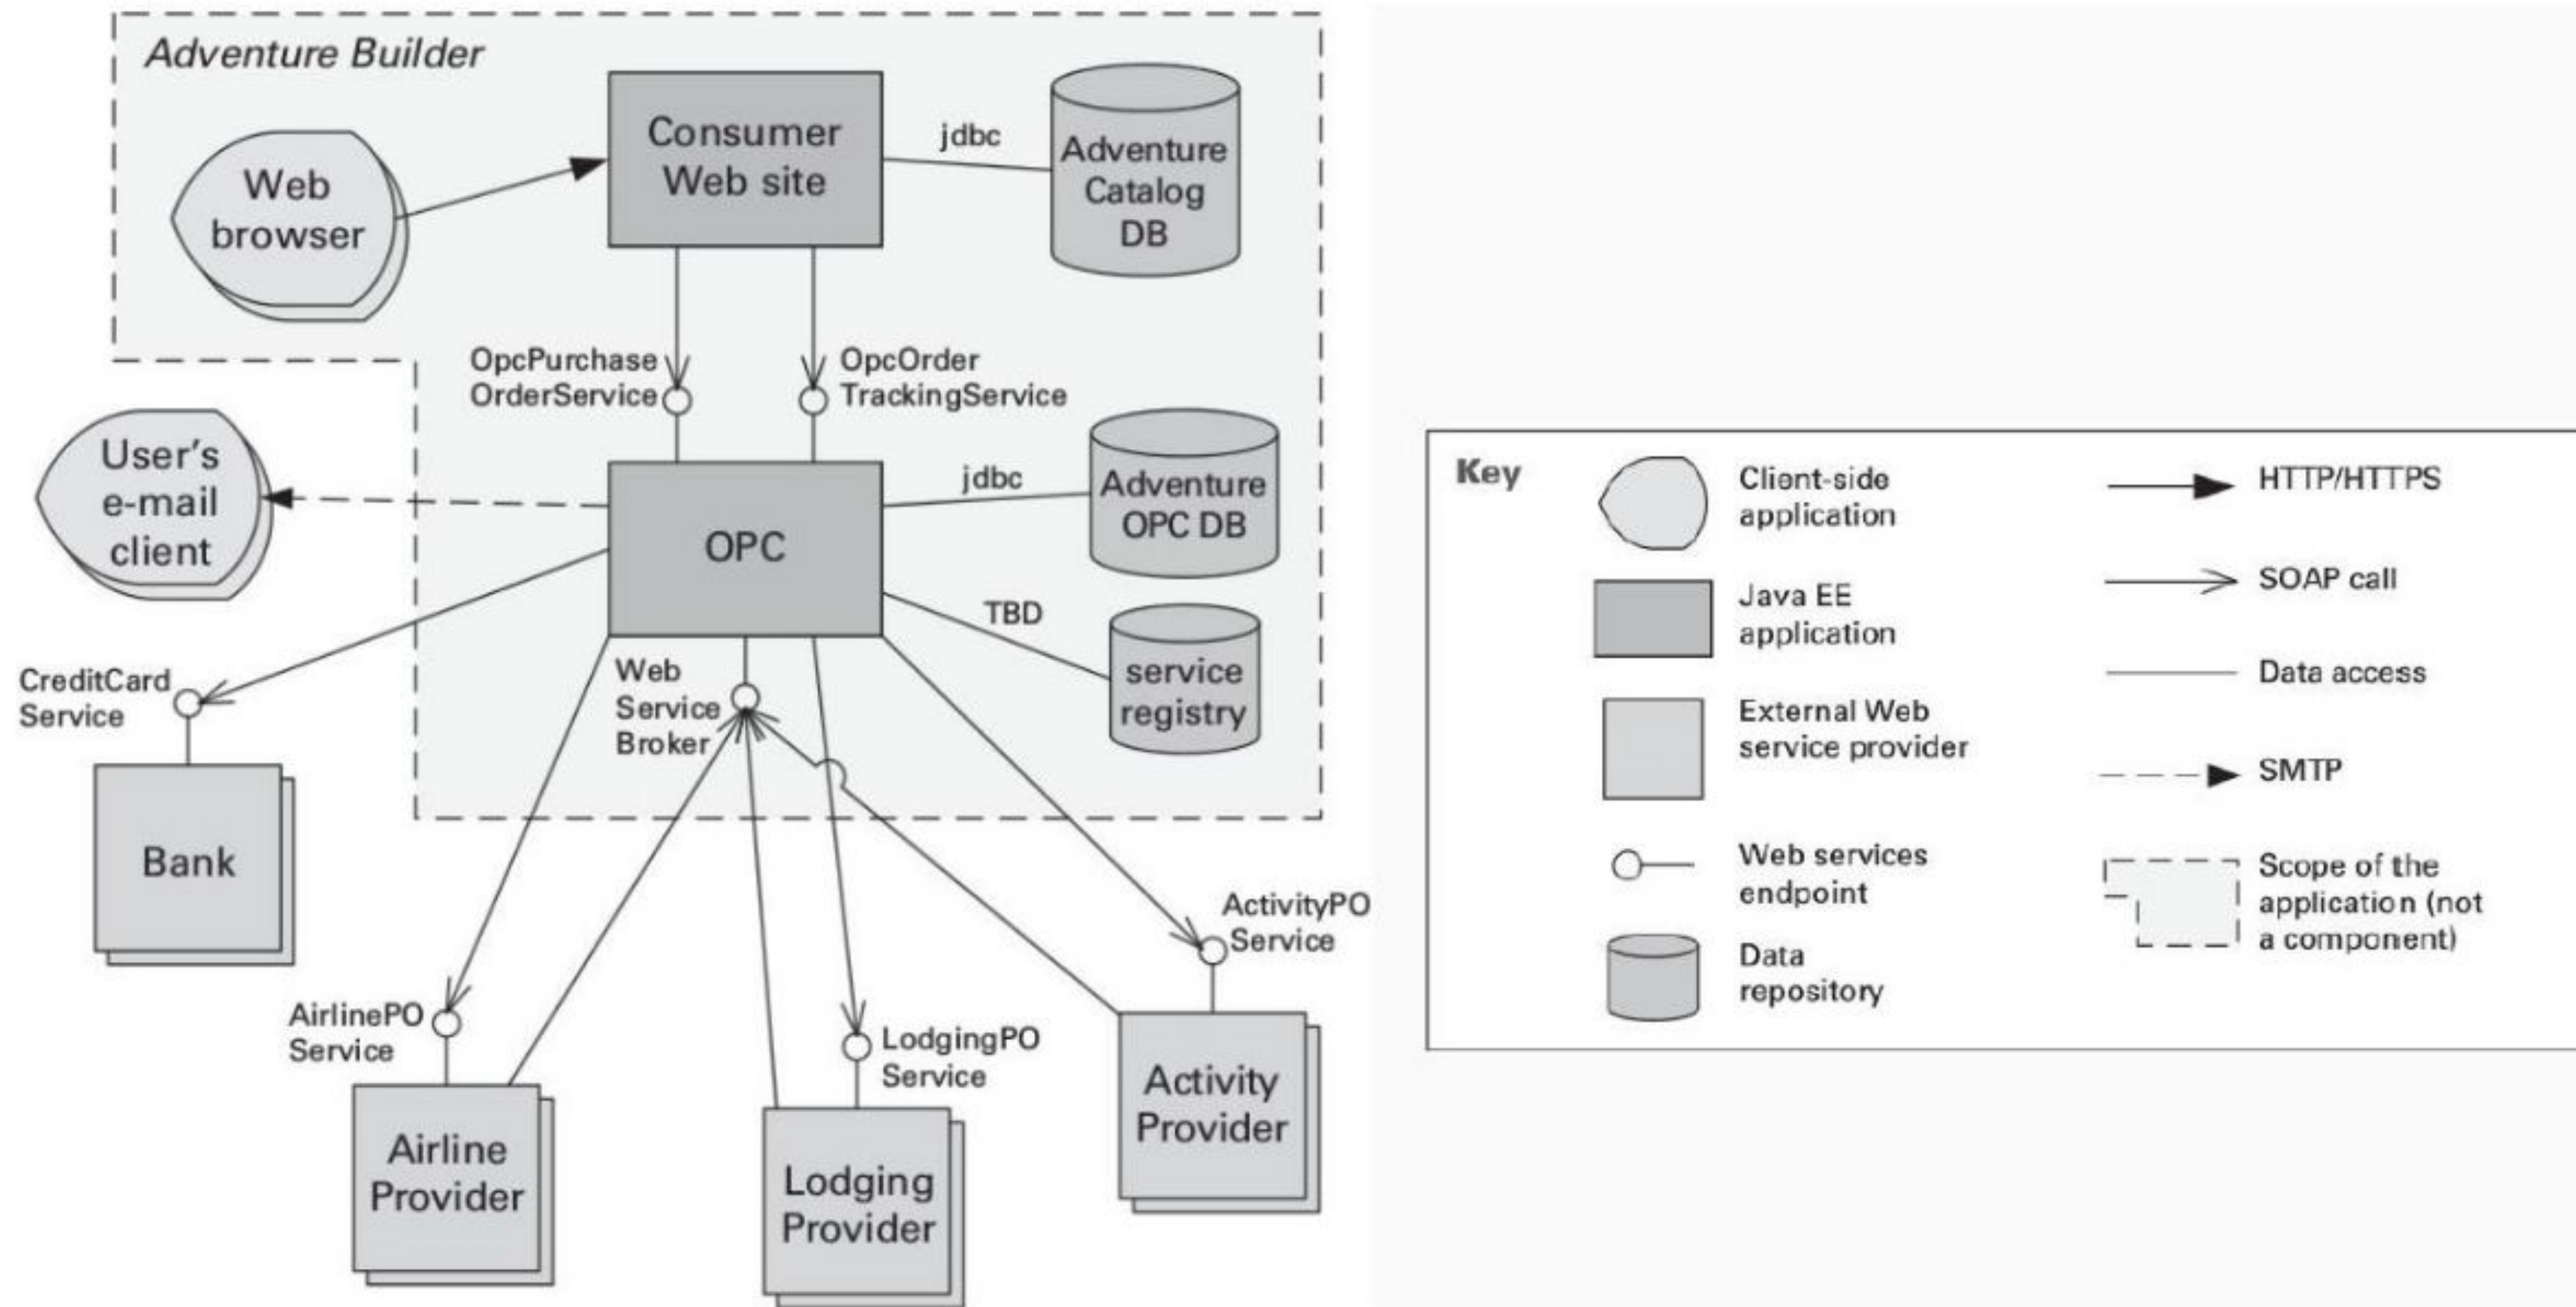 Adventure Builder
Consumer
Web site
jdbc
Adventure
Catalog
DB
Web
browser
OpcPurchase
OrderService
OpcOrder
TrackingService
User's
e-mail
client
OPC
jdbc
Adventure
OPC DB
TBD
service
registry
CreditCard
Service
Web
Service
Broker
Bank
ActivityPO
Service
AirlinePO
Service
LodgingPO
Service
Activity
Provider
Airline
Provider
Lodging
Provider
Key
Client-side
application
Java EE
application
External Web
service provider
Web services
endpoint
Data
repository
HTTP/HTTPS
SOAP call
Data access
SMTP
Scope of the
application (not
a component)